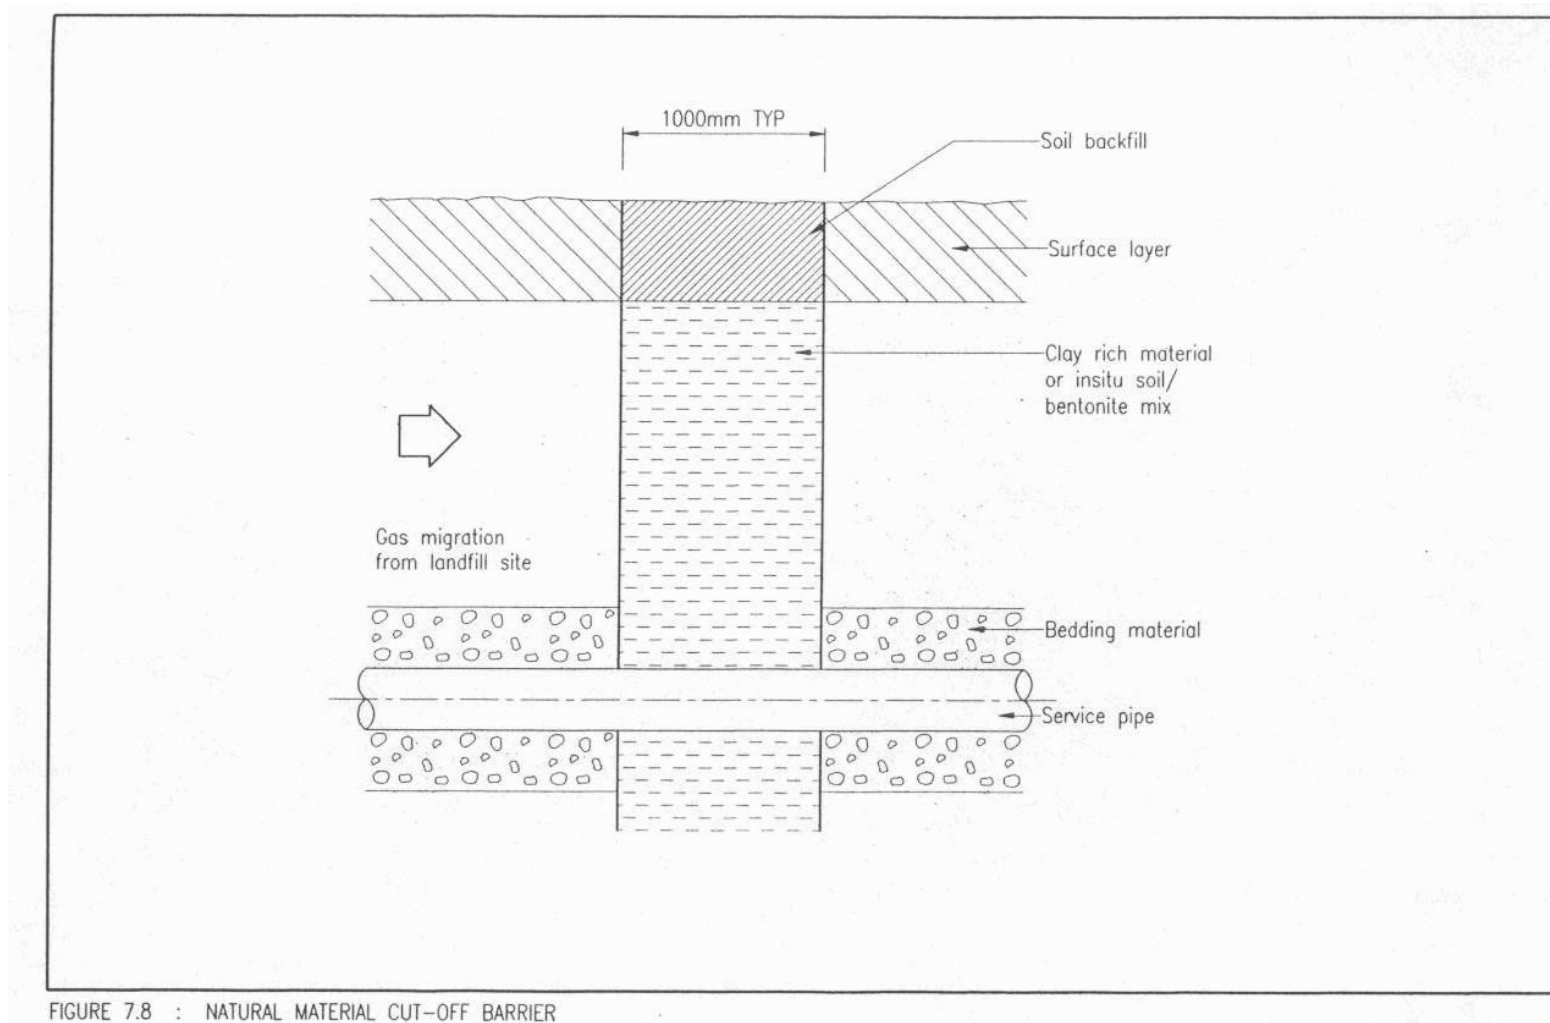 1000mm TYP
Soil backfill
Surface layer
Clay rich material
or insitu soil/
bentonite mix
Gas migration
from landfill site
Bedding material
Service pipe
FIGURE 7.8 : NATURAL MATERIAL CUT-OFF BARRIER